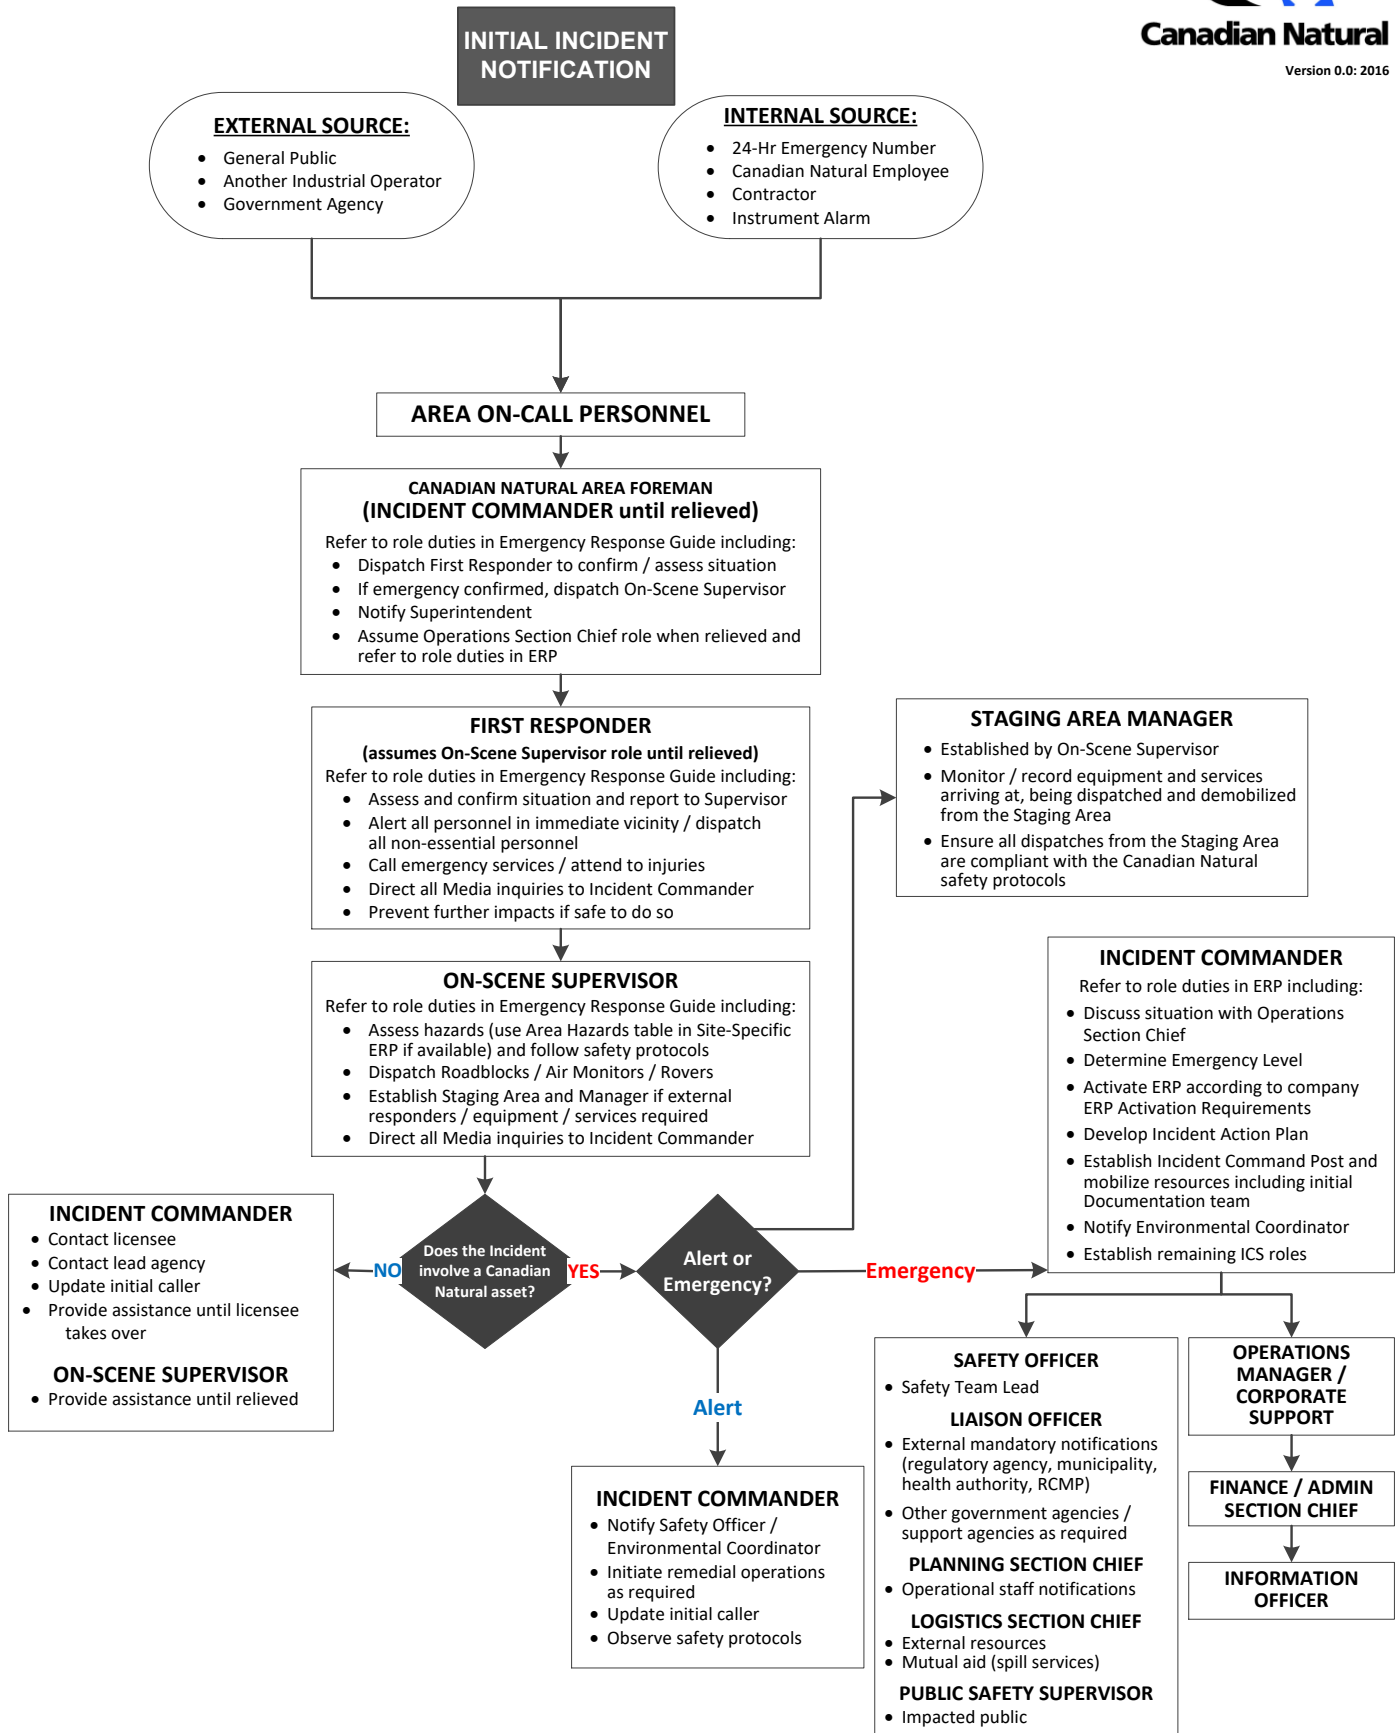 Canadian Natural
Version 0.0: 2016
INITIAL INCIDENT
NOTIFICATION
EXTERNAL SOURCE:
• General Public
• Another Industrial Operator
• Government Agency
INTERNAL SOURCE:
• 24-Hr Emergency Number
• Canadian Natural Employee
• Contractor
• Instrument Alarm
AREA ON-CALL PERSONNEL
CANADIAN NATURAL AREA FOREMAN
(INCIDENT COMMANDER until relieved)
Refer to role duties in Emergency Response Guide including:
• Dispatch First Responder to confirm / assess situation
• If emergency confirmed, dispatch On-Scene Supervisor
• Notify Superintendent
• Assume Operations Section Chief role when relieved and
refer to role duties in ERP
FIRST RESPONDER
(assumes On-Scene Supervisor role until relieved)
Refer to role duties in Emergency Response Guide including:
• Assess and confirm situation and report to Supervisor
• Alert all personnel in immediate vicinity / dispatch
all non-essential personnel
• Call emergency services / attend to injuries
• Direct all Media inquiries to Incident Commander
• Prevent further impacts if safe to do so
STAGING AREA MANAGER
• Established by On-Scene Supervisor
• Monitor / record equipment and services
arriving at, being dispatched and demobilized
from the Staging Area
• Ensure all dispatches from the Staging Area
are compliant with the Canadian Natural
safety protocols
ON-SCENE SUPERVISOR
Refer to role duties in Emergency Response Guide including:
• Assess hazards (use Area Hazards table in Site-Specific
ERP if available) and follow safety protocols
• Dispatch Roadblocks / Air Monitors / Rovers
• Establish Staging Area and Manager if external
responders / equipment / services required
• Direct all Media inquiries to Incident Commander
INCIDENT COMMANDER
Refer to role duties in ERP including:
• Discuss situation with Operations
Section Chief
• Determine Emergency Level
• Activate ERP according to company
ERP Activation Requirements
• Develop Incident Action Plan
• Establish Incident Command Post and
mobilize resources including initial
Documentation team
• Notify Environmental Coordinator
• Establish remaining ICS roles
INCIDENT COMMANDER
• Contact licensee
• Contact lead agency
• Update initial caller
• Provide assistance until licensee
takes over
ON-SCENE SUPERVISOR
• Provide assistance until relieved
NO
Does the Incident
involve a Canadian
Natural asset?
YES
Alert or
Emergency?
Emergency
Alert
INCIDENT COMMANDER
• Notify Safety Officer /
Environmental Coordinator
• Initiate remedial operations
as required
• Update initial caller
• Observe safety protocols
SAFETY OFFICER
• Safety Team Lead
LIAISON OFFICER
• External mandatory notifications
(regulatory agency, municipality,
health authority, RCMP)
• Other government agencies /
support agencies as required
PLANNING SECTION CHIEF
• Operational staff notifications
LOGISTICS SECTION CHIEF
• External resources
• Mutual aid (spill services)
PUBLIC SAFETY SUPERVISOR
• Impacted public
OPERATIONS
MANAGER /
CORPORATE
SUPPORT
FINANCE / ADMIN
SECTION CHIEF
INFORMATION
OFFICER